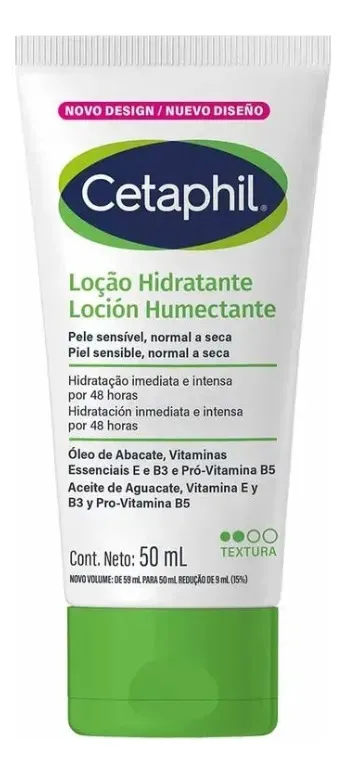 NOVO DESIGN / NUEVO DISEÑO
Cetaphil®
Loção Hidratante
Loción Humectante
Pele sensível, normal a seca
Piel sensible, normal a seca
Hidratação imediata e intensa
por 48 horas
Hidratación inmediata e intensa
por 48 horas
Óleo de Abacate, Vitaminas
Essenciais E e B3 e Pró-Vitamina B5
Aceite de Aguacate, Vitamina E y
B3 y Pro-Vitamina B5
TEXTURA
Cont. Neto: 50 mL
NOVO VOLUME: DE 59 mL PARA 50 mL REDUÇÃO DE 9 mL (15%)